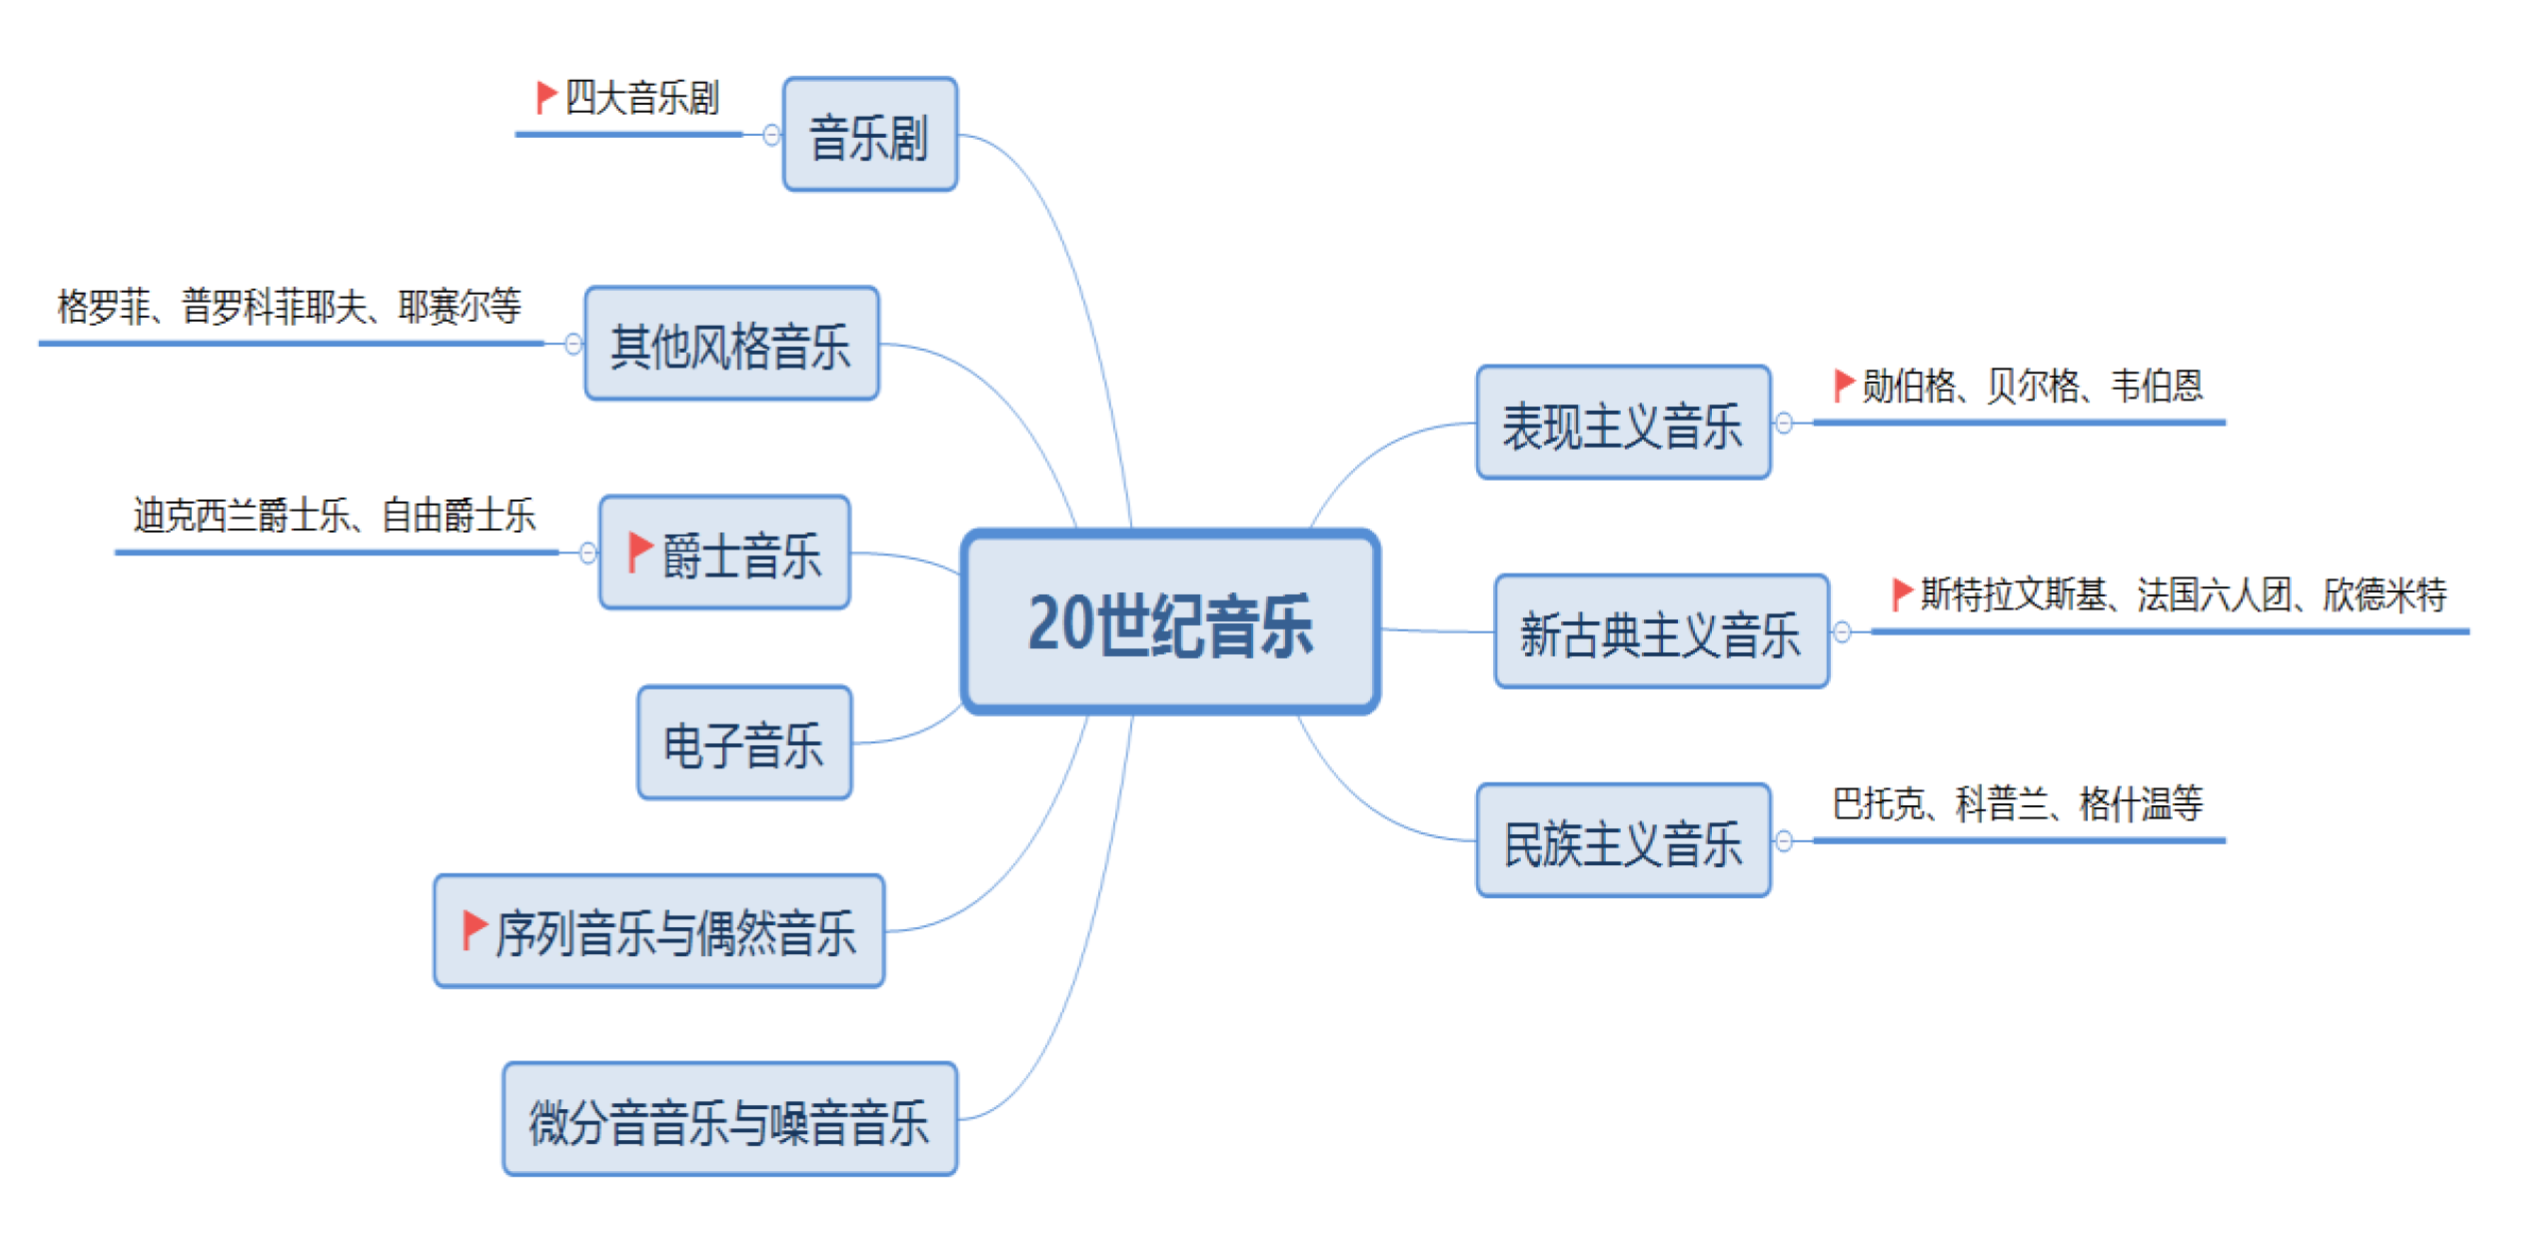 四大音乐剧
音乐剧
格罗菲、普罗科菲耶夫、耶赛尔等
其他风格音乐
迪克西兰爵士乐、自由爵士乐
爵士音乐
电子音乐
序列音乐与偶然音乐
微分音音乐与噪音音乐
20世纪音乐
表现主义音乐
勋伯格、贝尔格、韦伯恩
新古典主义音乐
斯特拉文斯基、法国六人团、欣德米特
民族主义音乐
巴托克、科普兰、格什温等